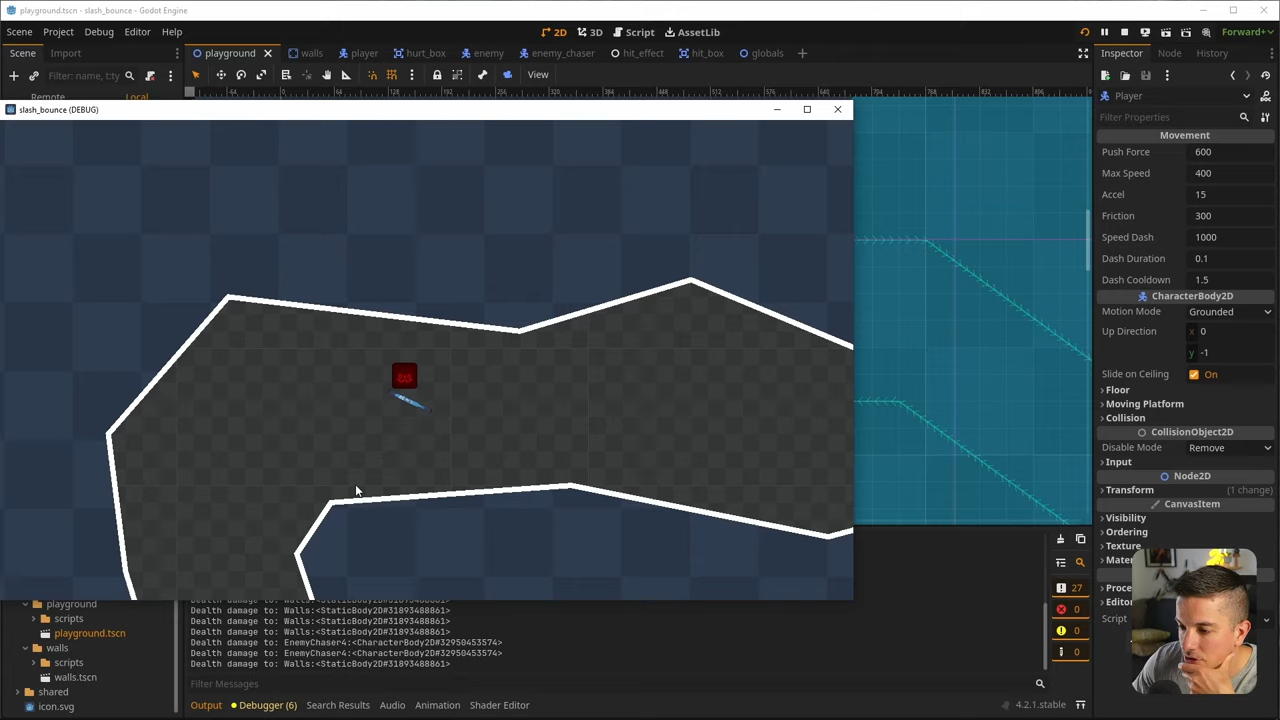 playground.tscn - slash_bounce - Godot Engine
Scene Project Debug Editor Help
2D 3D Script AssetLib
Forward+
Scene Import
playground walls player hurt_box enemy enemy_chaser hit_effect hit_box globals
Inspector Node History
Filter: name, t:ty
View
Remote Local
slash_bounce (DEBUG)
Player
Filter Properties
Movement
Push Force 600
Max Speed 400
Accel 15
Friction 300
Speed Dash 1000
Dash Duration 0.1
Dash Cooldown 1.5
CharacterBody2D
Motion Mode Grounded
Up Direction x 0
y -1
Slide on Ceiling On
Floor
Moving Platform
Collision
CollisionObject2D
Disable Mode Remove
Input
Node2D
Transform (1 change)
CanvasItem
Visibility
Ordering
Texture
Mate
Proce
Editor
Script
playground
scripts
playground.tscn
walls
scripts
walls.tscn
shared
icon.svg
Dealth damage to: Walls:<StaticBody2D#31893488861>
Dealth damage to: Walls:<StaticBody2D#31893488861>
Dealth damage to: Walls:<StaticBody2D#31893488861>
Dealth damage to: EnemyChaser4:<CharacterBody2D#32950453574>
Dealth damage to: EnemyChaser4:<CharacterBody2D#32950453574>
Dealth damage to: Walls:<StaticBody2D#31893488861>
27
0
0
0
Filter Messages
Output Debugger (6) Search Results Audio Animation Shader Editor
4.2.1.stable